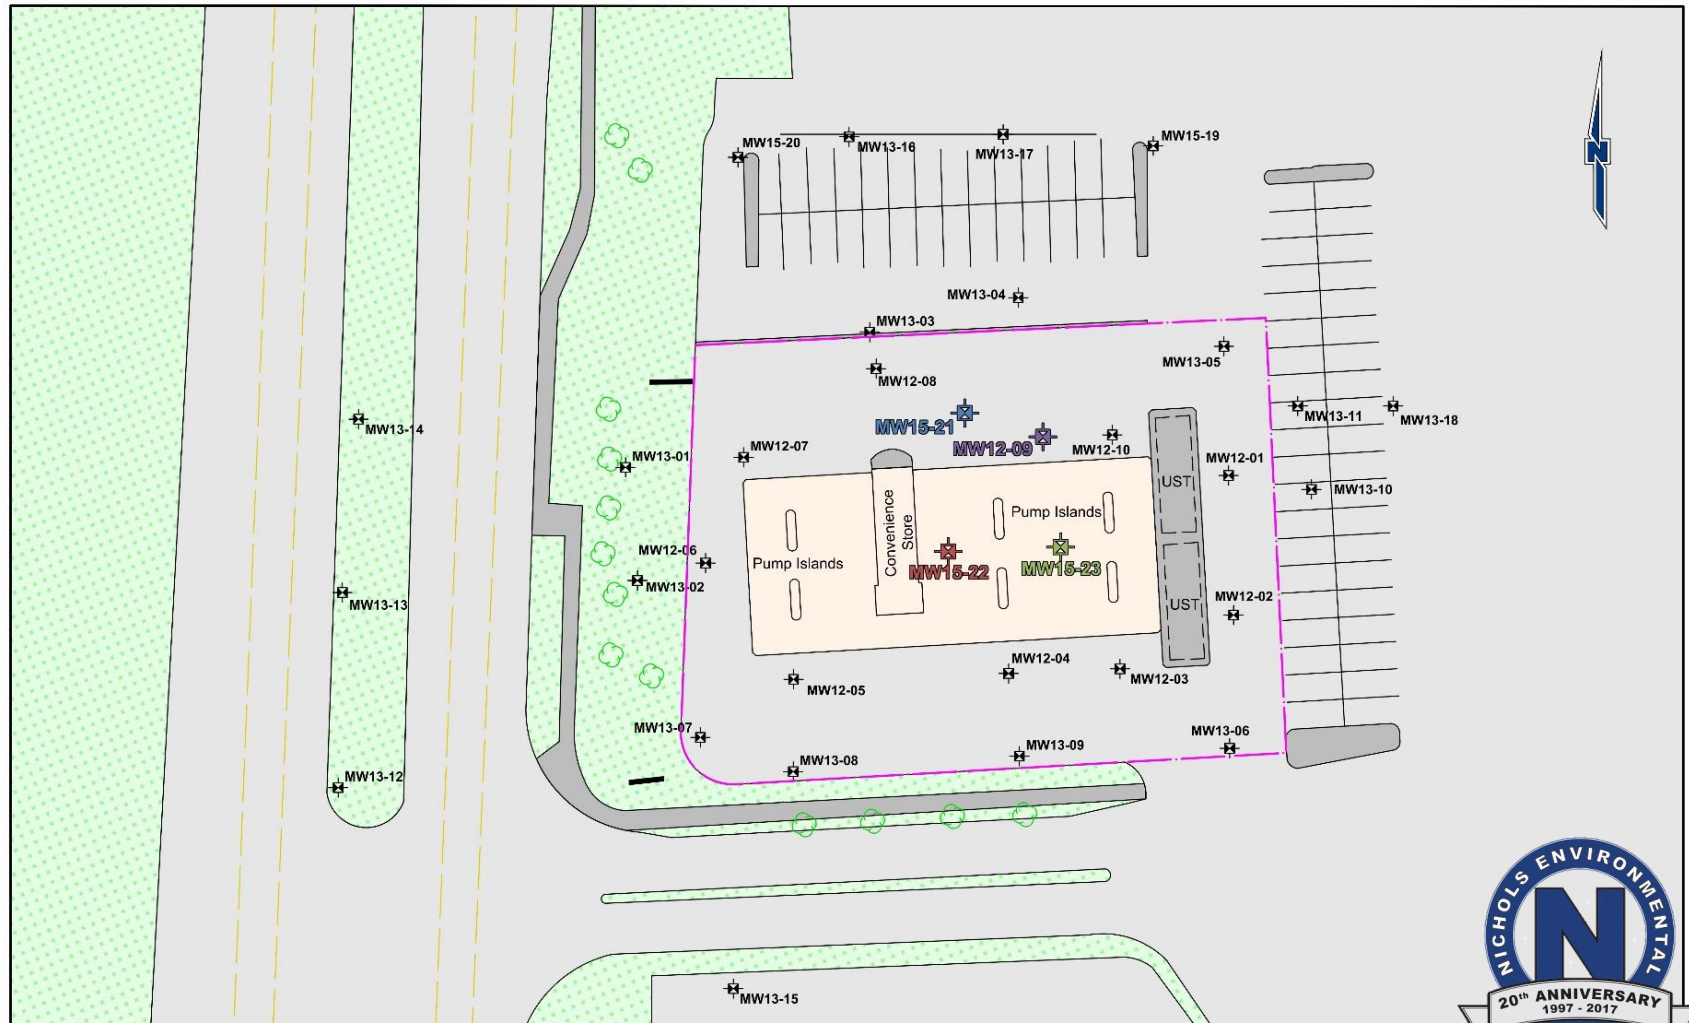 N
MW15-20
MW13-16
MW13-17
MW15-19
MW13-04
MW13-03
MW13-05
MW12-08
MW15-21
MW12-09
MW12-10
MW13-11
MW13-18
MW13-14
MW13-01
MW12-07
MW12-01
MW13-10
UST
Pump Islands
Convenience
Store
MW12-06
MW13-02
Pump Islands
MW15-22
MW15-23
MW13-13
UST
MW12-02
MW12-04
MW12-03
MW12-05
MW13-07
MW13-08
MW13-09
MW13-06
MW13-12
MW13-15
NICHOLS ENVIRONMENTAL
N
20th ANNIVERSARY
1997 - 2017